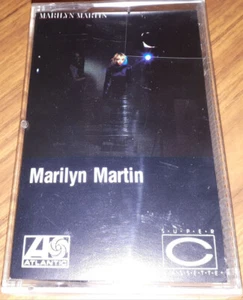 MARILYN MARTIN
Marilyn Martin
ATLANTIC
SUPER
C
CASSETTE